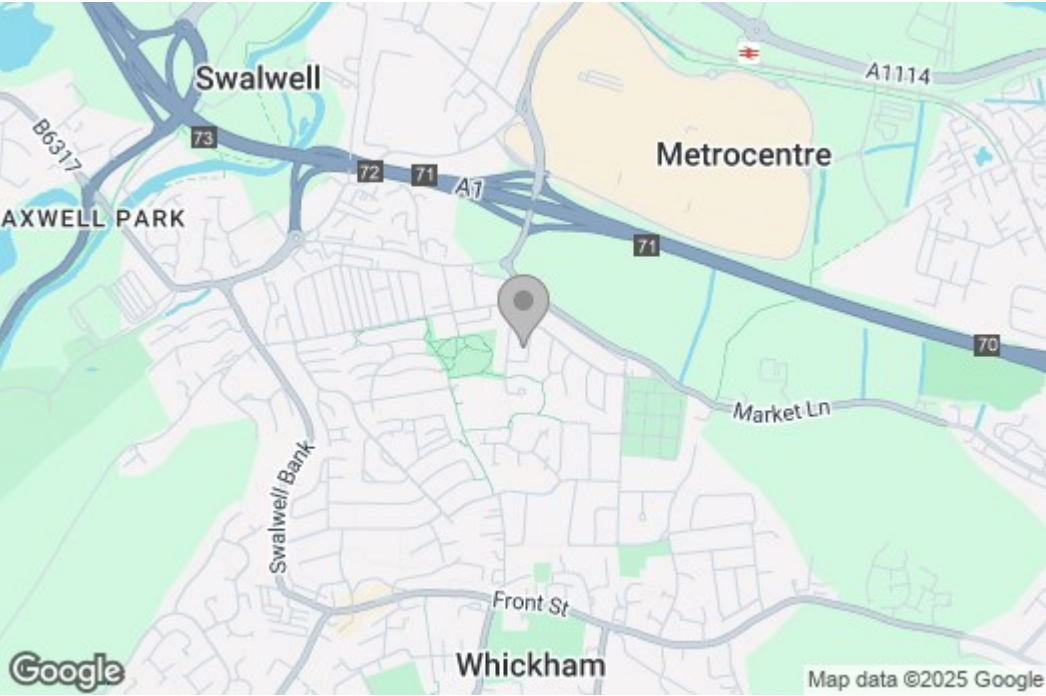 Swalwell
A1114
B6317
73
Metrocentre
72
71
A1
AXWELL PARK
71
70
Market Ln
Swalwell Bank
Front St
Whickham
Google
Map data ©2025 Google